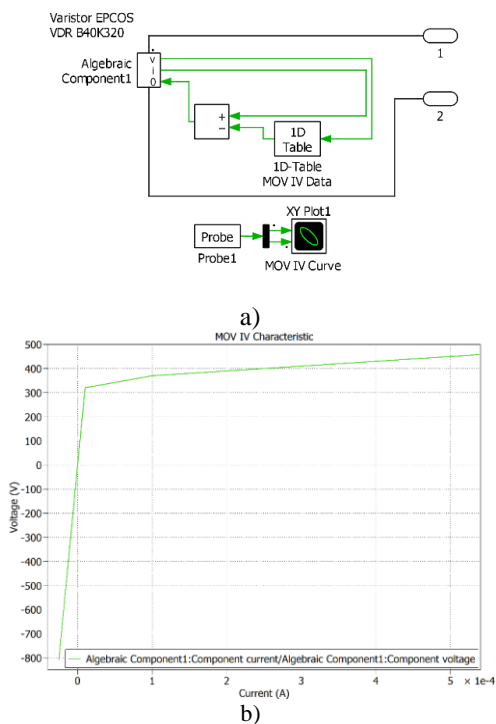 Varistor EPCOS
VDR B40K320
Algebraic
Component1
v
i
0
1
2
+
−
1D
Table
1D-Table
MOV IV Data
XY Plot1
Probe
Probe1
MOV IV Curve
a)
MOV IV Characteristic
500
400
300
200
100
0
-100
-200
-300
-400
-500
-600
-700
-800
Voltage (V)
Algebraic Component1:Component current/Algebraic Component1:Component voltage
0 1 2 3 4 5 × 1e-4
Current (A)
b)